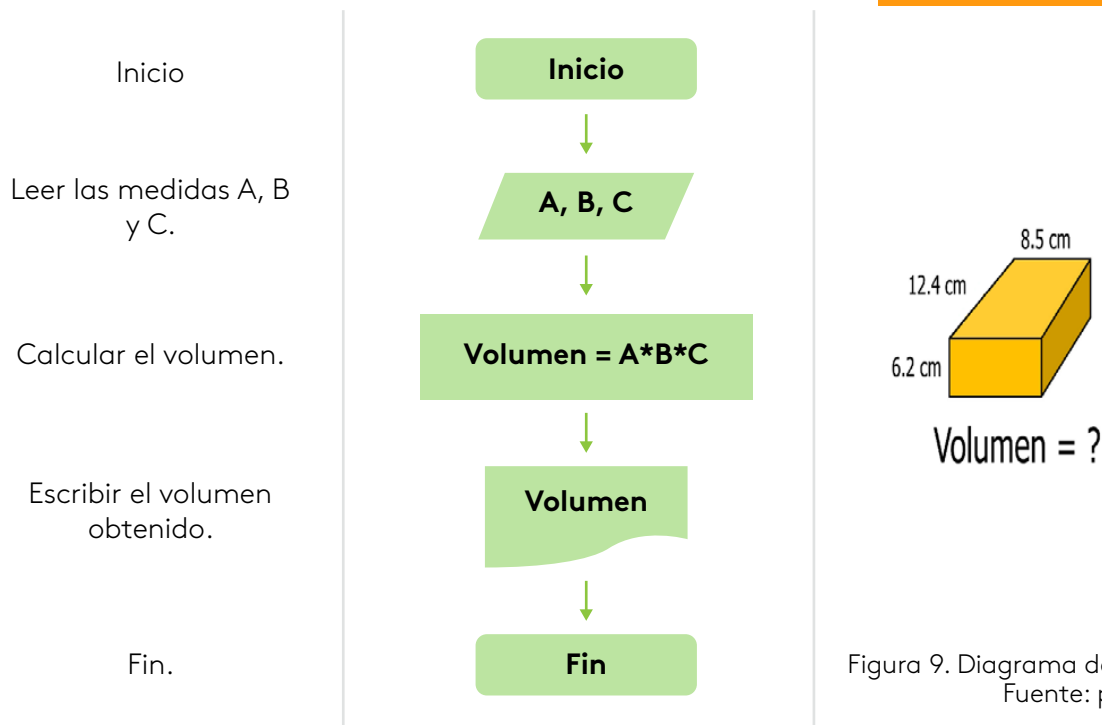 Inicio
Leer las medidas A, B
y C.
Calcular el volumen.
Escribir el volumen
obtenido.
Fin.
Inicio
A, B, C
Volumen = A*B*C
Volumen
Fin
8.5 cm
12.4 cm
6.2 cm
Volumen = ?
Figura 9. Diagrama
Fuente: